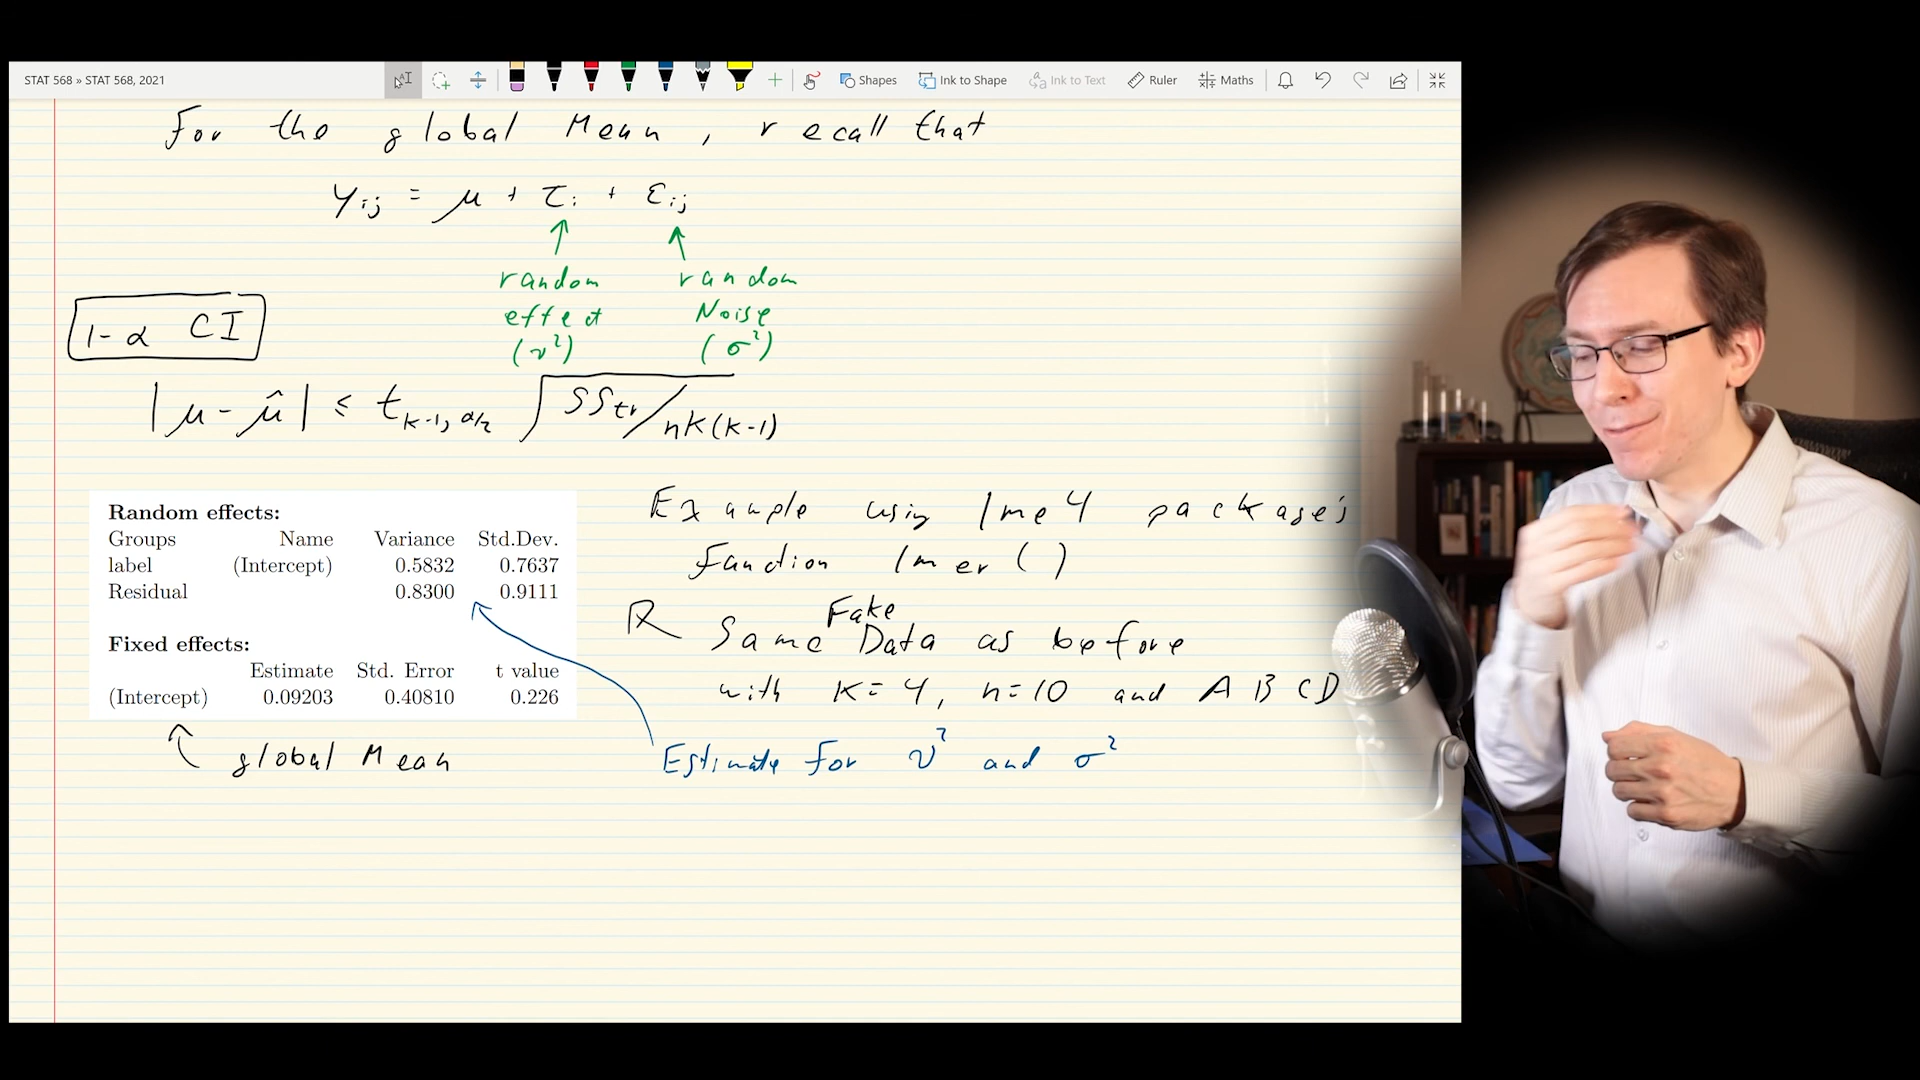 STAT 568 » STAT 568, 2021
Shapes
Ink to Shape
Ink to Text
Ruler
Maths
For the global Mean, recall that
Yij = μ + τi + εij
random random
effect Noise
(ν²) (σ²)
1-α CI
|μ - μ̂| ≤ t_{k-1, α/2} √(SStr/nk(k-1))
Random effects:
Groups Name Variance Std.Dev.
label (Intercept) 0.5832 0.7637
Residual 0.8300 0.9111
Fixed effects:
Estimate Std. Error t value
(Intercept) 0.09203 0.40810 0.226
global Mean
Example using lme4 package's
function lmer()
Fake
Same Data as before
with k=4, n=10 and A B C D
Estimate for ν² and σ²